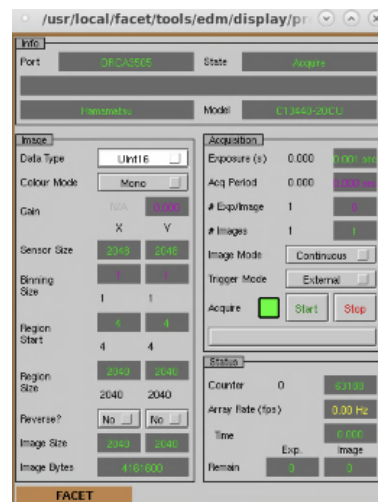 /usr/local/facet/tools/edm/display/pr
Info
Port State Acquire
Hamamatsu Model C13440-20CU
Image
Data Type UInt16
Colour Mode Mono
Gain N/A 0.000
X Y
Sensor Size 2048 2048
Binning Size 1 1
1 1
Region Start 4 4
4 4
Region Size 2040 2040
2040 2040
Reverse? No No
Image Size 2040 2040
Image Bytes 4161600
Acquisition
Exposure (s) 0.000 0.001 sec
Acq Period 0.000 0.000 sec
# Exp/Image 1
# Images 1 1
Image Mode Continuous
Trigger Mode External
Acquire Start Stop
Status
Counter 0
Array Rate (fps) 0.00 Hz
Time 0.000
Exp. Image
Remain 0 0
FACET